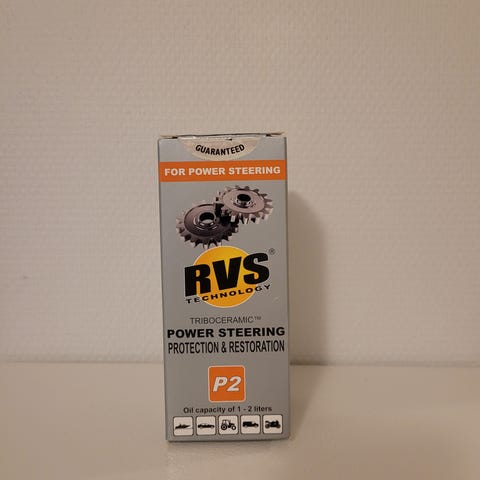 GUARANTEED
FOR POWER STEERING
RVS®
TECHNOLOGY
TRIBOCERAMIC™
POWER STEERING
PROTECTION & RESTORATION
P2
Oil capacity of 1 - 2 liters